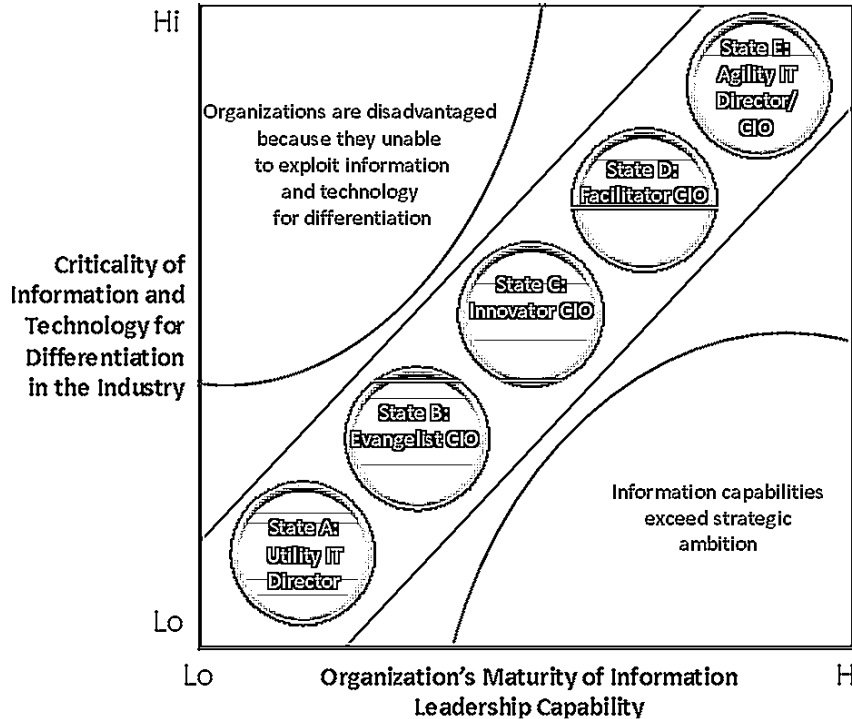 Hi
Organizations are disadvantaged
because they unable
to exploit information
and technology
for differentiation
State E:
Agility IT
Director/
CIO
State D:
Facilitator CIO
Criticality of
Information and
Technology for
Differentiation
in the Industry
State C:
Innovator CIO
State B:
Evangelist CIO
Information capabilities
exceed strategic
ambition
State A:
Utility IT
Director
Lo
Lo
Organization's Maturity of Information
Leadership Capability
H